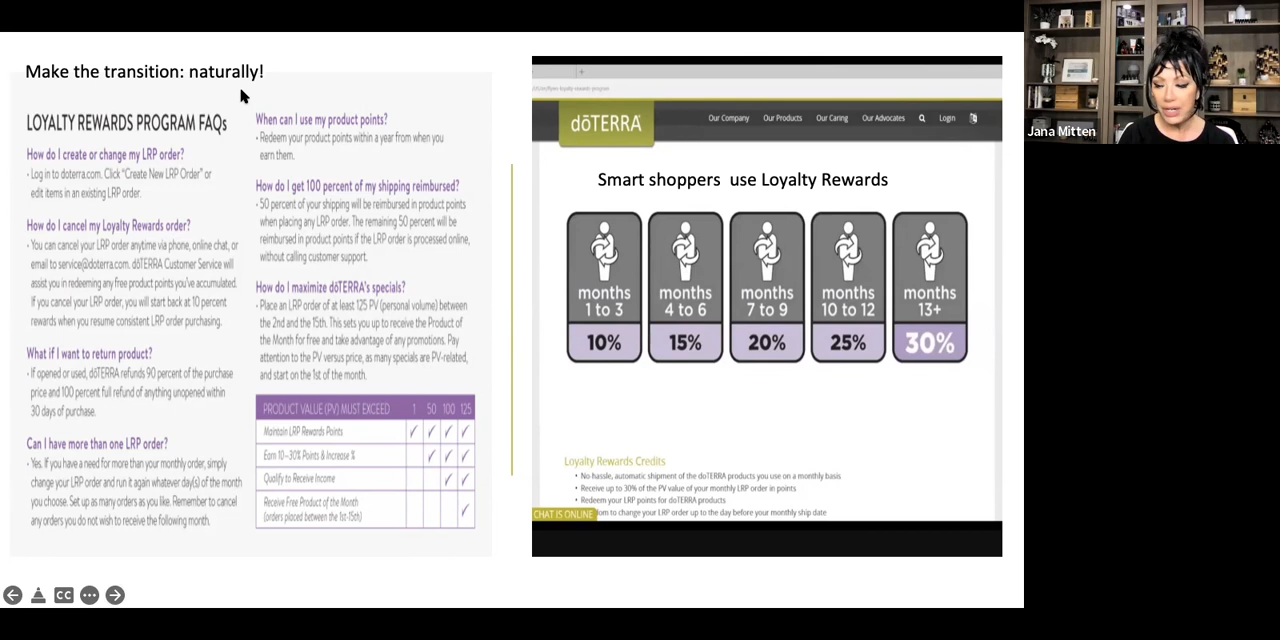 Make the transition: naturally!
LOYALTY REWARDS PROGRAM FAQs
How do I create or change my LRP order?
· Log in to doterra.com. Click “Create New LRP Order” or
edit items in an existing LRP order.
How do I cancel my Loyalty Rewards order?
· You can cancel your LRP order anytime via phone, online chat, or
email to service@doterra.com. dōTERRA Customer Service will
assist you in redeeming any free product points you've accumulated.
If you cancel your LRP order, you will start back at 10 percent
rewards when you resume consistent LRP order purchasing.
What if I want to return product?
· If opened or used, dōTERRA refunds 90 percent of the purchase
price and 100 percent full refund of anything unopened within
30 days of purchase.
Can I have more than one LRP order?
· Yes. If you have a need for more than your monthly order, simply
change your LRP order and run it again whatever day(s) of the month
you choose. Set up as many orders as you like. Remember to cancel
any orders you do not wish to receive the following month.
When can I use my product points?
· Redeem your product points within a year from when you
earn them.
How do I get 100 percent of my shipping reimbursed?
· 50 percent of your shipping will be reimbursed in product points
when placing any LRP order. The remaining 50 percent will be
reimbursed in product points if the LRP order is processed online,
without calling customer support.
How do I maximize dōTERRA's specials?
· Place an LRP order of at least 125 PV (personal volume) between
the 2nd and the 15th. This sets you up to receive the Product of
the Month for free and take advantage of any promotions. Pay
attention to the PV versus price, as many specials are PV-related,
and start on the 1st of the month.
PRODUCT VALUE (PV) MUST EXCEED 1 50 100 125
Maintain LRP Rewards Points ✓ ✓ ✓ ✓
Earn 10–30% Points & Increase % ✓ ✓ ✓
Qualify to Receive Income ✓ ✓
Receive Free Product of the Month
(orders placed between the 1st-15th) ✓
dōTERRA
Our Company Our Products Our Caring Our Advocates Login
Smart shoppers use Loyalty Rewards
months months months months months
1 to 3 4 to 6 7 to 9 10 to 12 13+
10% 15% 20% 25% 30%
Loyalty Rewards Credits
• No hassle, automatic shipment of the doTERRA products you use on a monthly basis
• Receive up to 30% of the PV value of your monthly LRP order in points
• Redeem your LRP points for doTERRA products
dom to change your LRP order up to the day before your monthly ship date
CHAT IS ONLINE
CC
Jana Mitten